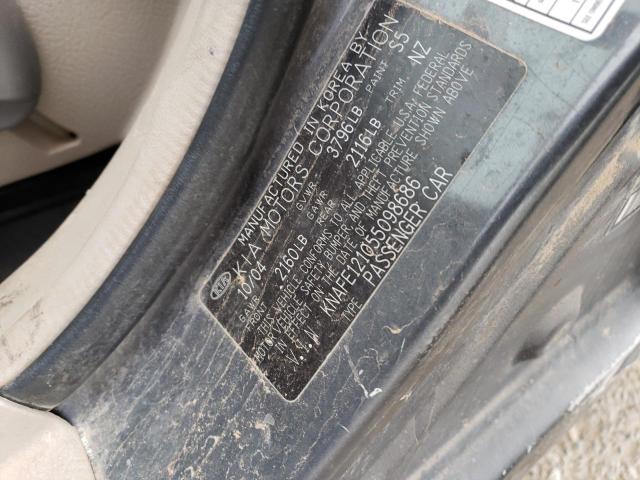 MANUFACTURED IN KOREA BY
KIA MOTORS CORPORATION
KIA
10/04 GVWR 3796LB PAINT S5
GAWR FRONT 2160LB GAWR REAR 2116LB TRIM NZ
THIS VEHICLE CONFORMS TO ALL APPLICABLE U.S.A. FEDERAL
MOTOR VEHICLE SAFETY BUMPER AND THEFT PREVENTION STANDARDS
IN EFFECT ON THE DATE OF MANUFACTURE SHOWN ABOVE
V.I.N KNAFE121055098686
TYPE PASSENGER CAR